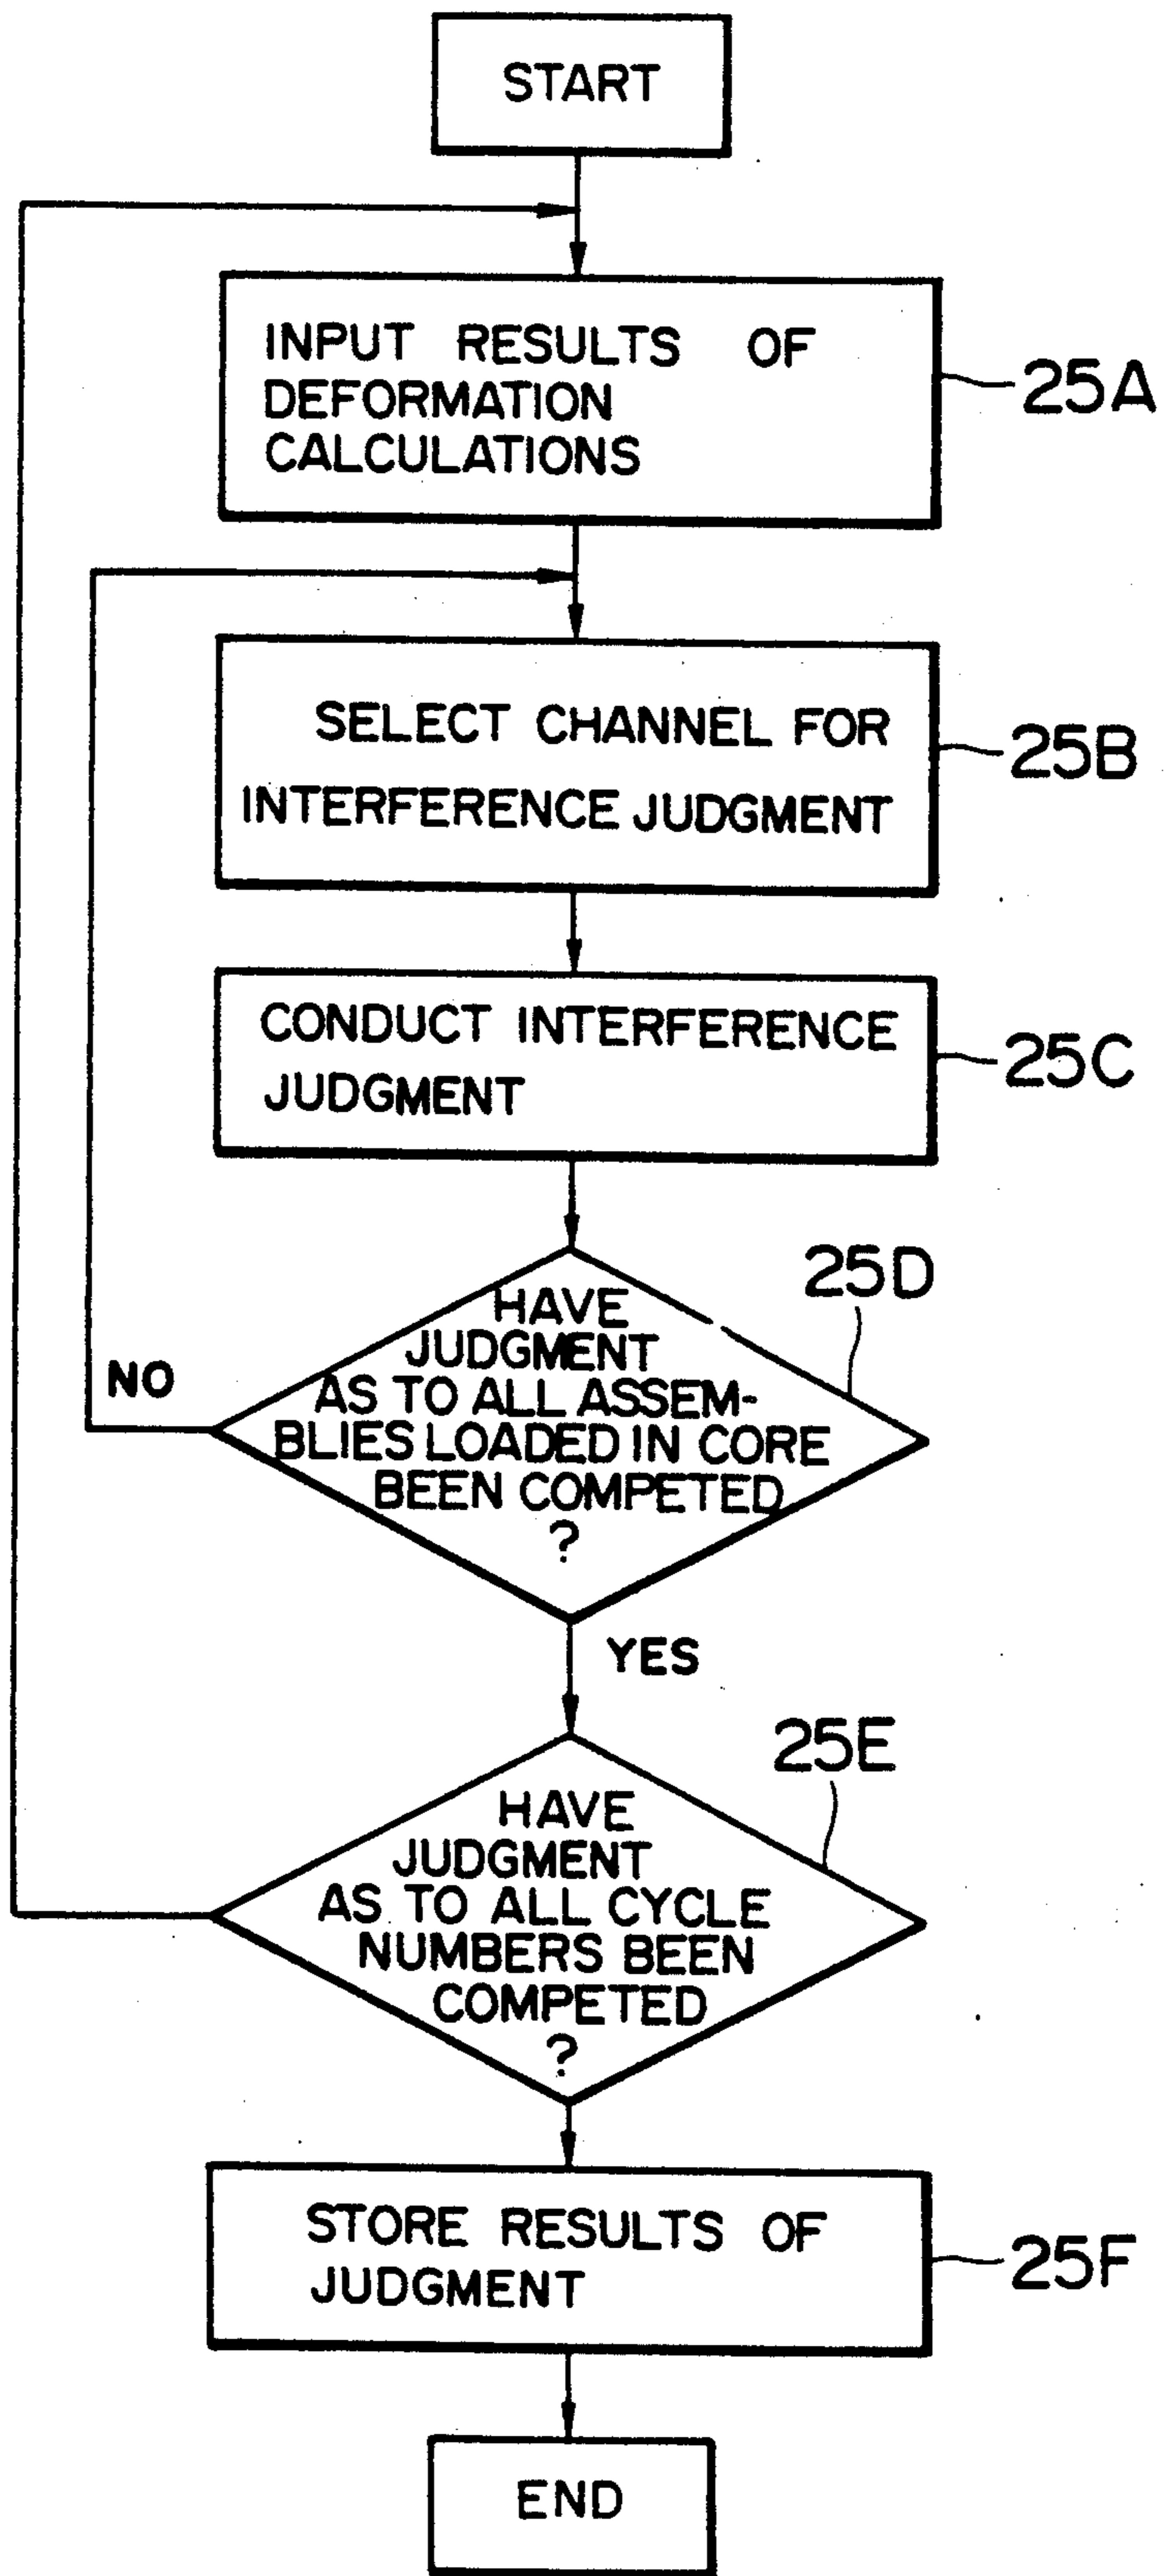 START
INPUT RESULTS OF
DEFORMATION
CALCULATIONS
25A
SELECT CHANNEL FOR
INTERFERENCE JUDGMENT
25B
CONDUCT INTERFERENCE
JUDGMENT
25C
25D
HAVE
JUDGMENT
AS TO ALL ASSEM-
BLIES LOADED IN CORE
BEEN COMPETED
?
NO
YES
25E
HAVE
JUDGMENT
AS TO ALL CYCLE
NUMBERS BEEN
COMPETED
?
STORE RESULTS OF
JUDGMENT
25F
END